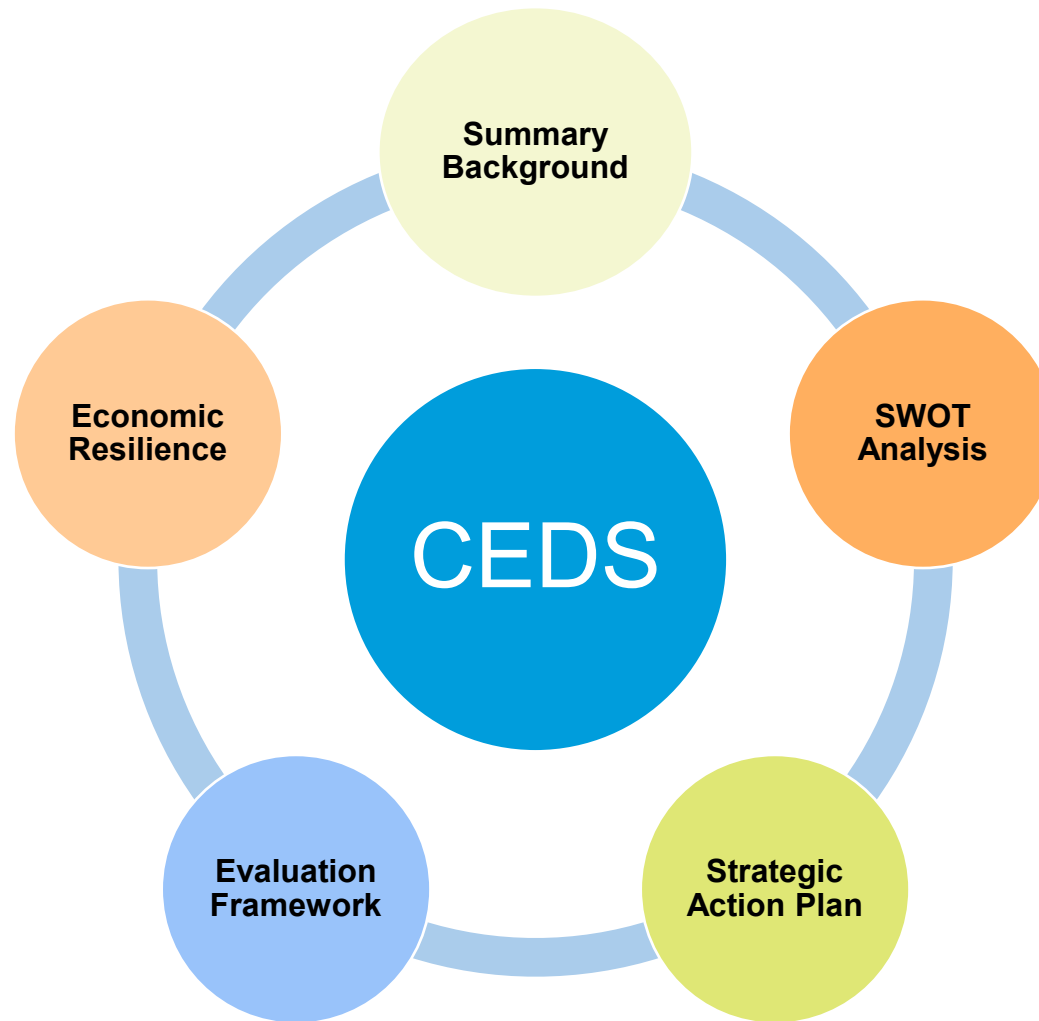 Summary
Background
SWOT
Analysis
Strategic
Action Plan
Evaluation
Framework
Economic
Resilience
CEDS